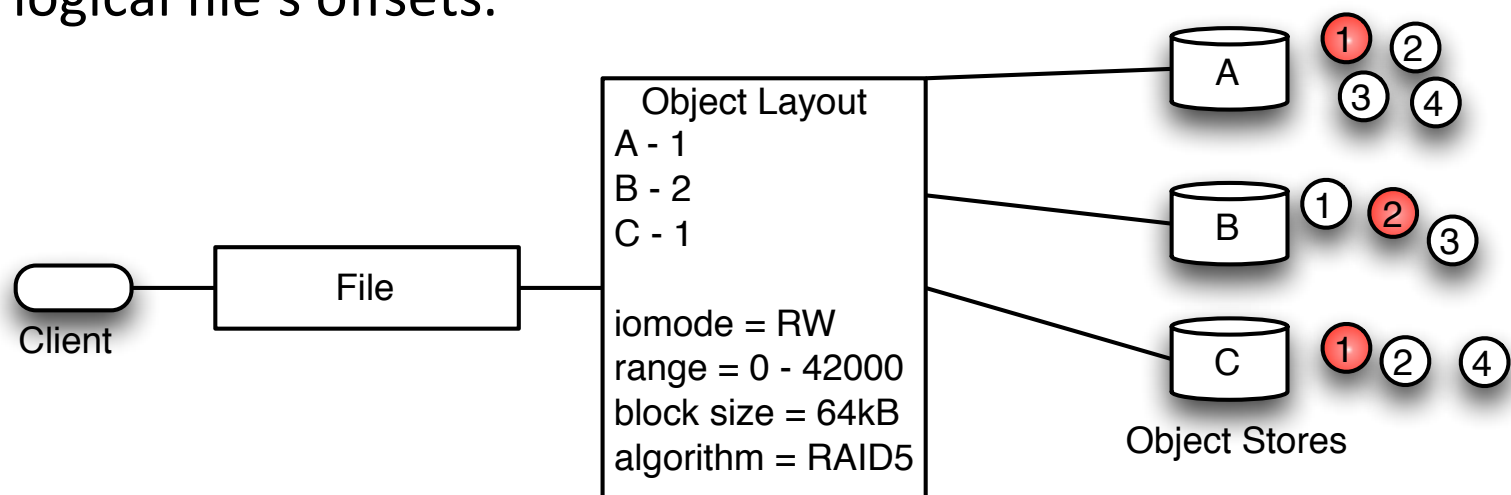 logical file's offsets.
Object Layout
A - 1
B - 2
C - 1
iomode = RW
range = 0 - 42000
block size = 64kB
algorithm = RAID5
File
Client
A
1
2
3
4
B
1
2
3
C
1
2
4
Object Stores